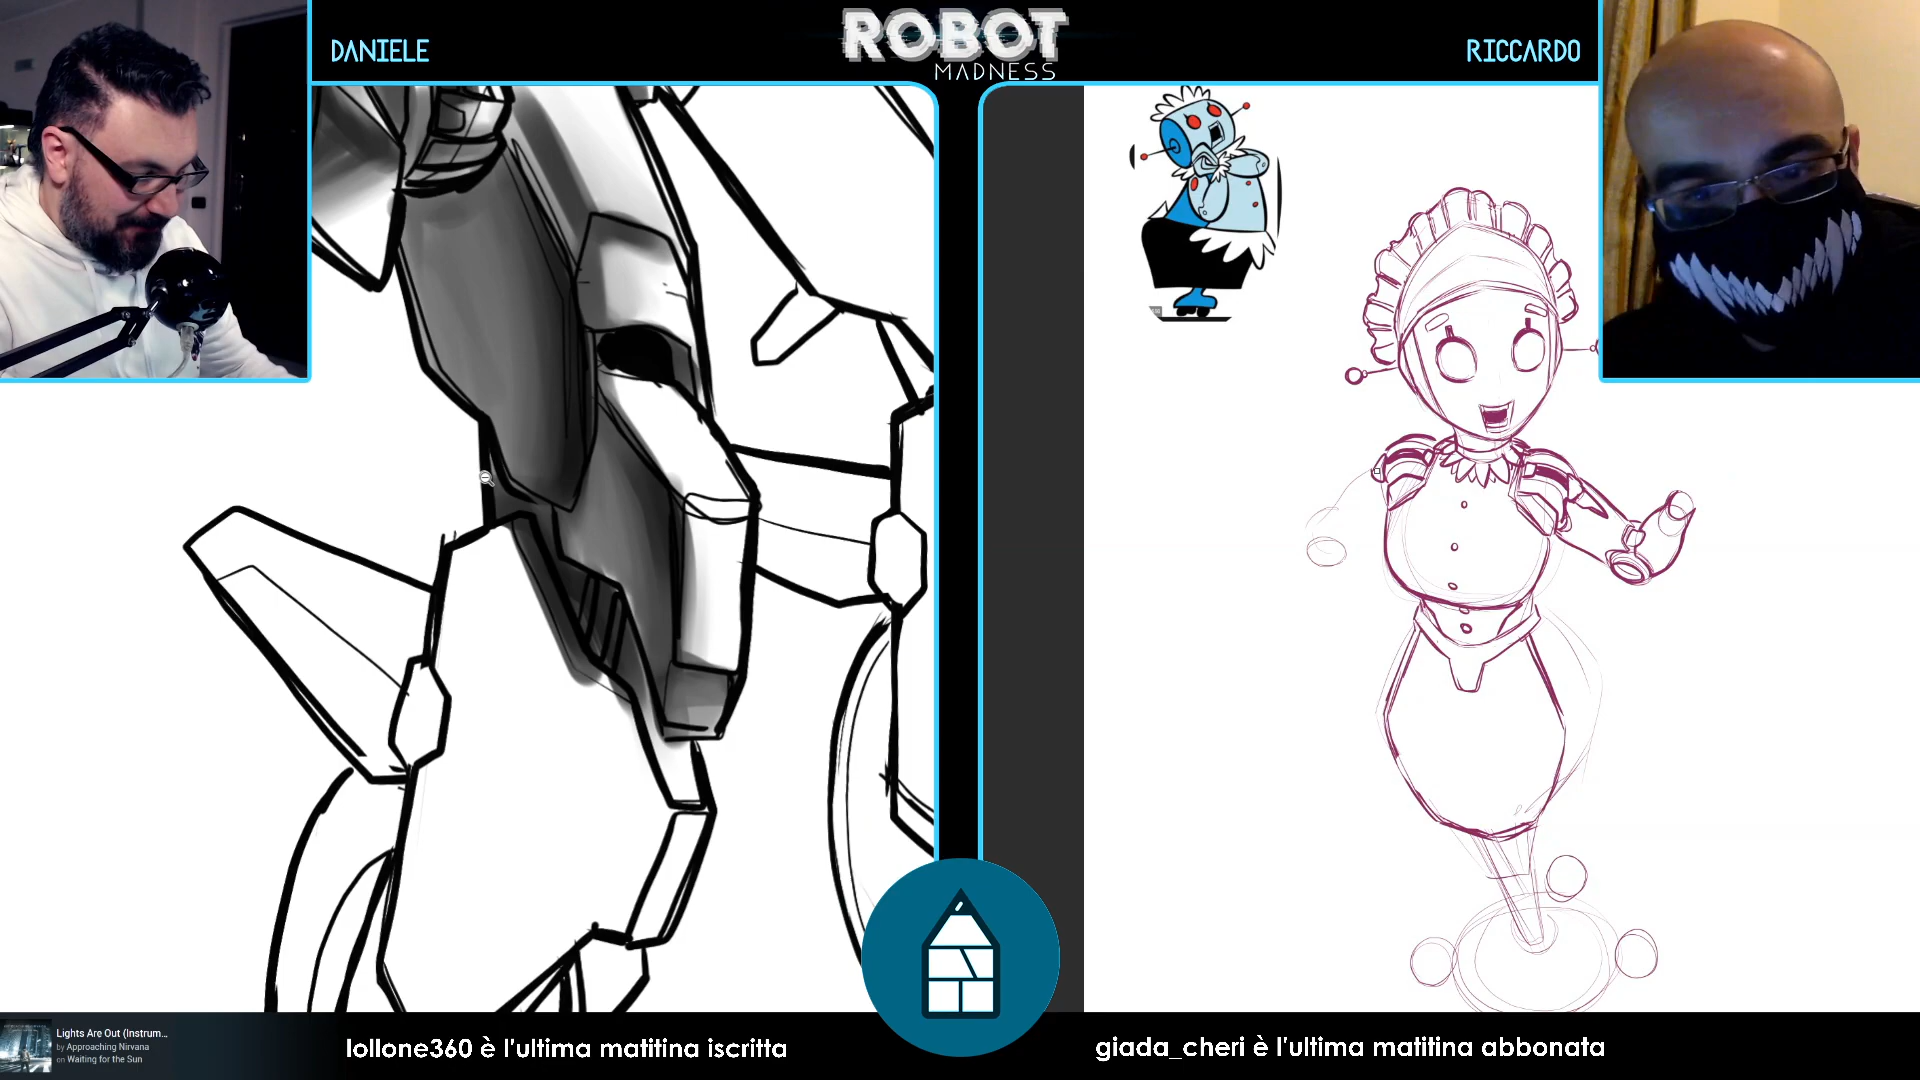 DANIELE
ROBOT
MADNESS
RICCARDO
Lights Are Out (Instrum...
by Approaching Nirvana
on Waiting for the Sun
lollone360 è l'ultima matitina iscritta
giada_cheri è l'ultima matitina abbonata